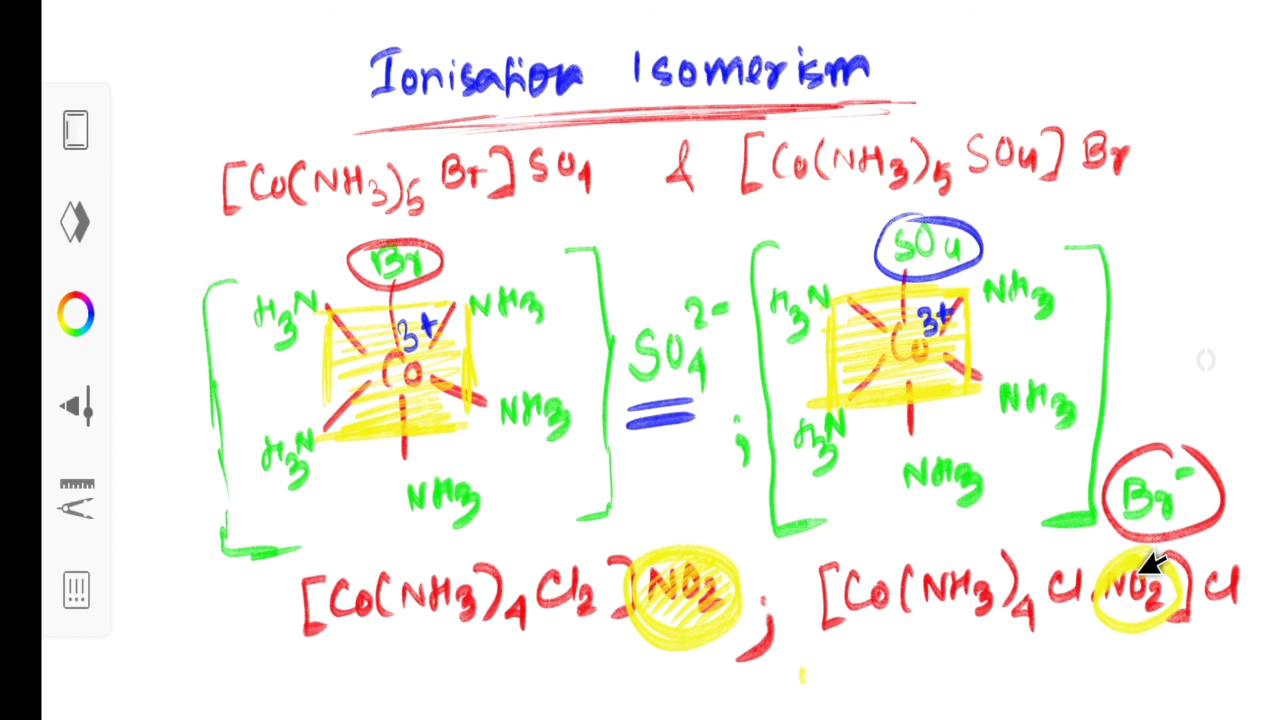 Ionisation Isomerism
[Co(NH3)5 Br] SO4 & [Co(NH3)5 SO4] Br
Br SO4
H3N NH3 SO4 2- H3N NH3
3+ 3+
Co Co
H3N NH3 ; H3N NH3
NH3 NH3 Br-
[Co(NH3)4 Cl2] NO2 ; [Co(NH3)4 Cl NO2] Cl